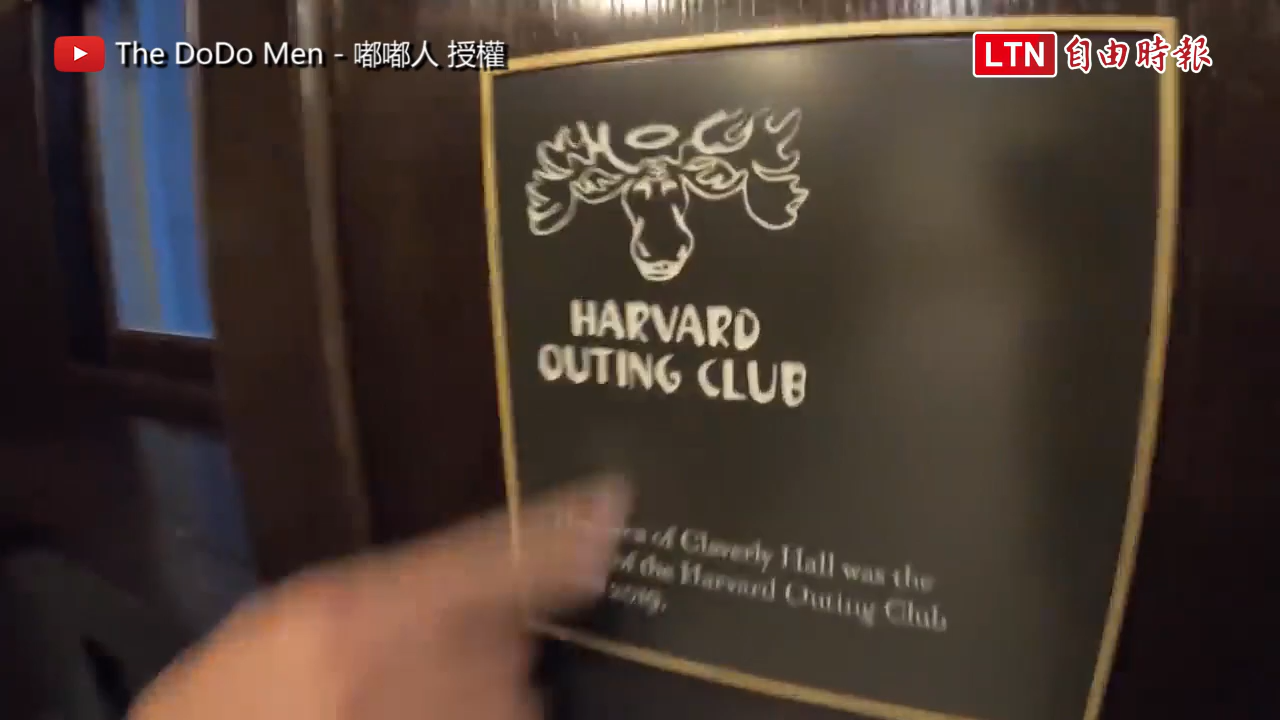 The DoDo Men - 嘟嘟人 授權
LTN 自由時報
HARVARD
OUTING CLUB
of Claverly Hall was the
of the Harvard Outing Club
2019.